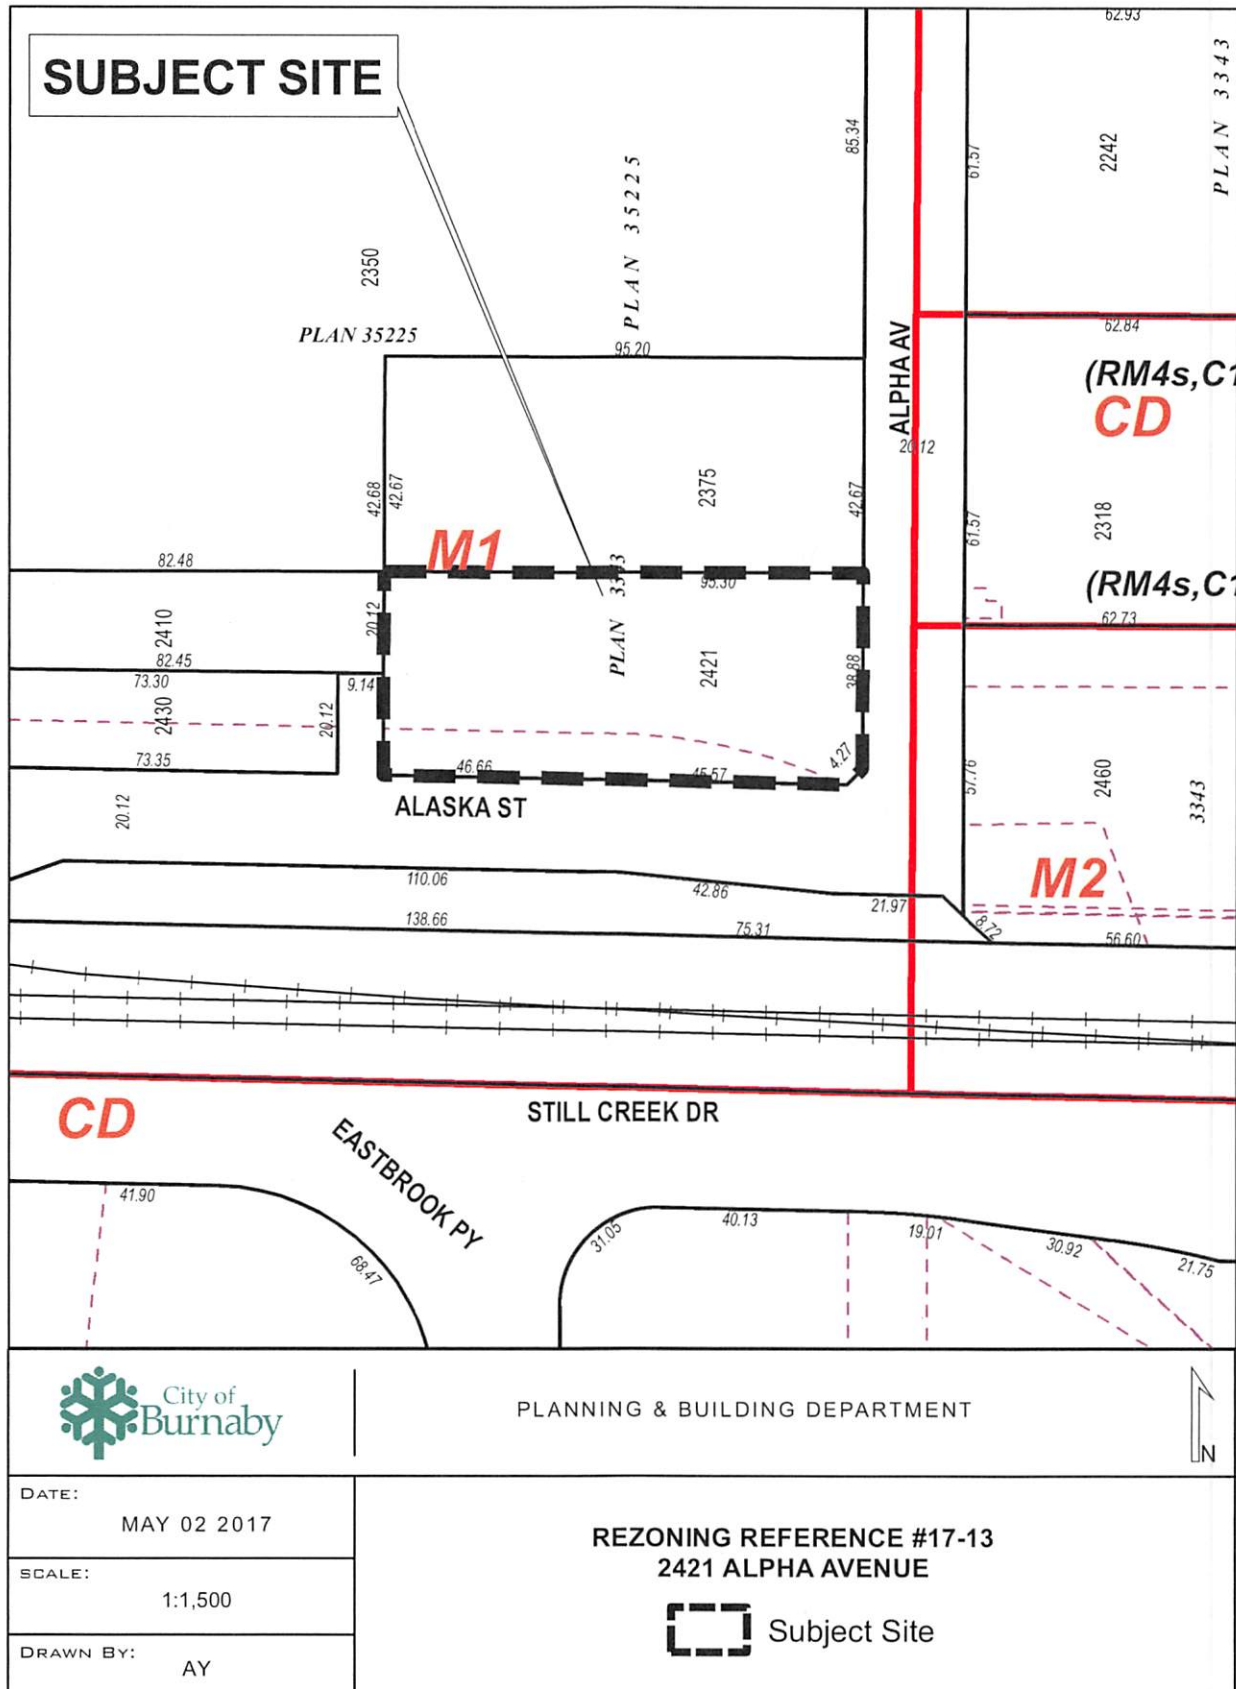 62.93
SUBJECT SITE
PLAN 3343
85.34
61.57
2242
PLAN 35225
2350
PLAN 35225
95.20
ALPHA AV
62.84
(RM4s,C1
CD
20.12
42.68
42.67
2375
42.67
61.57
2318
M1
82.48
95.30
(RM4s,C1
62.73
2410
20.12
PLAN 3343
2421
38.88
82.45
73.30
9.14
2430
20.12
73.35
46.66
45.57
4.27
57.76
2460
3343
20.12
ALASKA ST
M2
110.06
42.86
21.97
8.72
138.66
75.31
56.60
CD
STILL CREEK DR
EASTBROOK PY
41.90
68.47
31.05
40.13
19.01
30.92
21.75
City of
Burnaby
PLANNING & BUILDING DEPARTMENT
N
DATE:
MAY 02 2017
SCALE:
1:1,500
DRAWN BY:
AY
REZONING REFERENCE #17-13
2421 ALPHA AVENUE
Subject Site